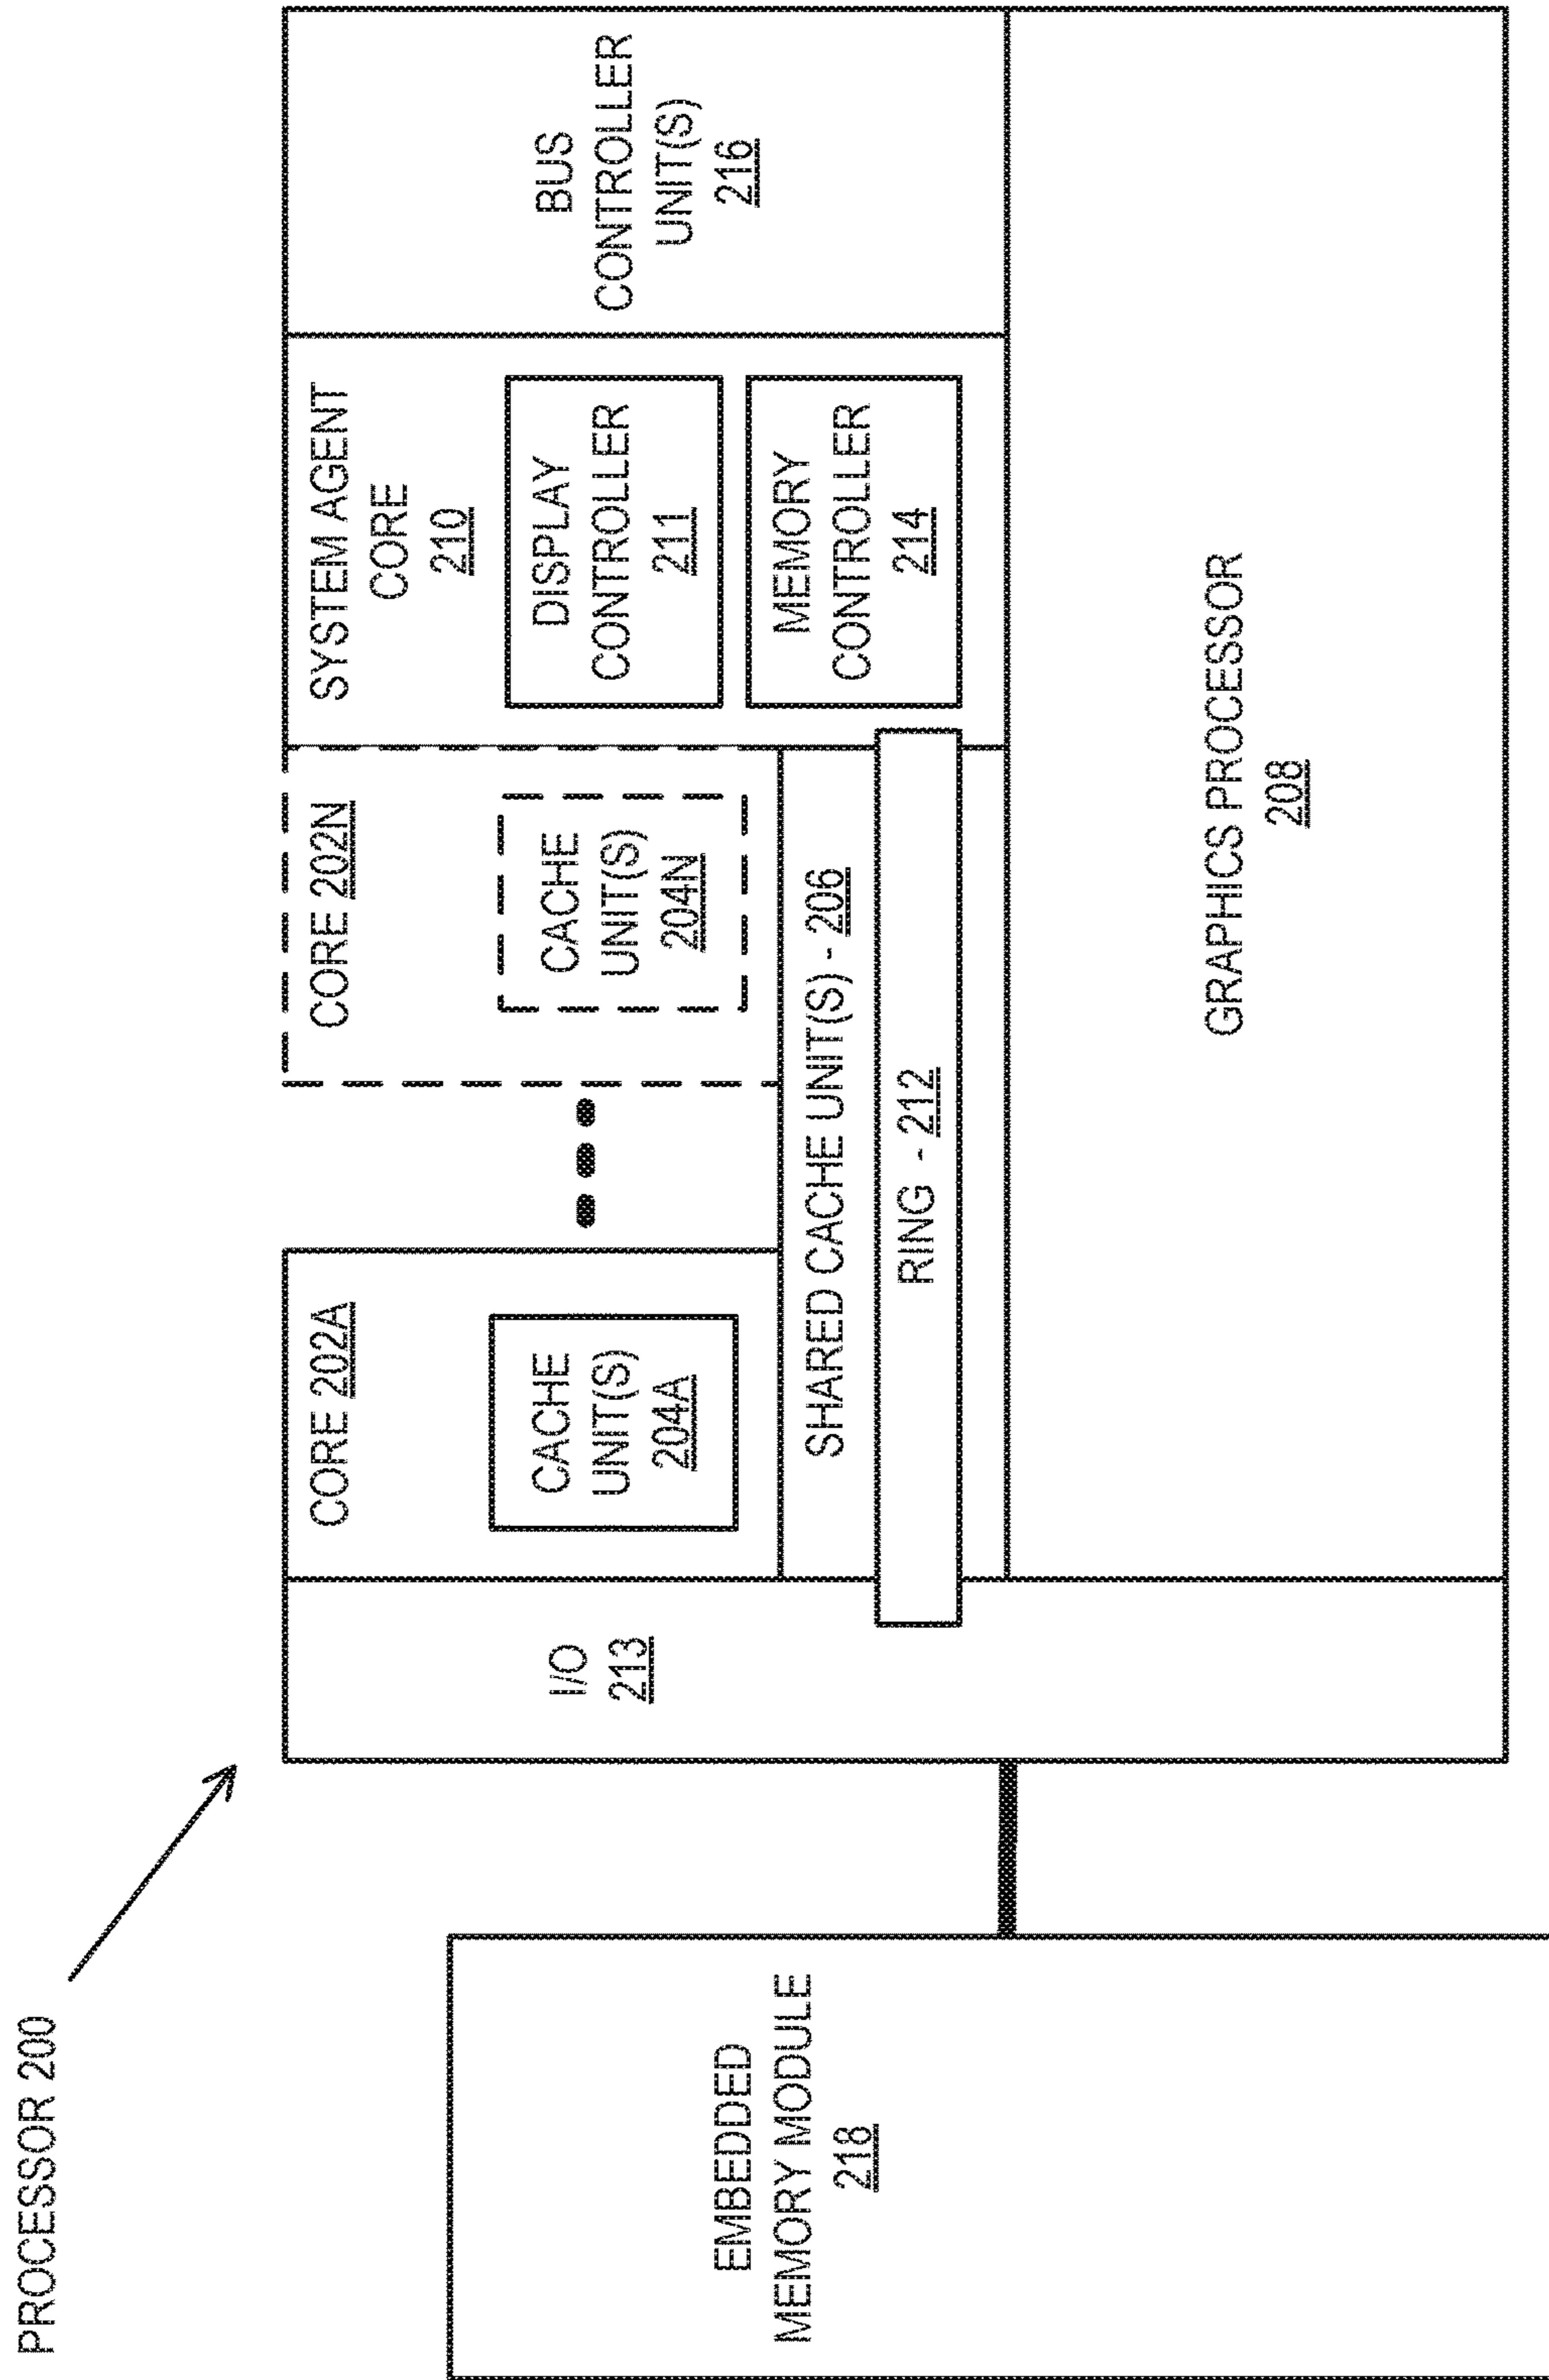 PROCESSOR 200
EMBEDDED
MEMORY MODULE
218
I/O
213
CORE 202A
CACHE
UNIT(S)
204A
CORE 202N
CACHE
UNIT(S)
204N
SHARED CACHE UNIT(S) - 206
RING - 212
SYSTEM AGENT
CORE
210
DISPLAY
CONTROLLER
211
MEMORY
CONTROLLER
214
BUS
CONTROLLER
UNIT(S)
216
GRAPHICS PROCESSOR
208